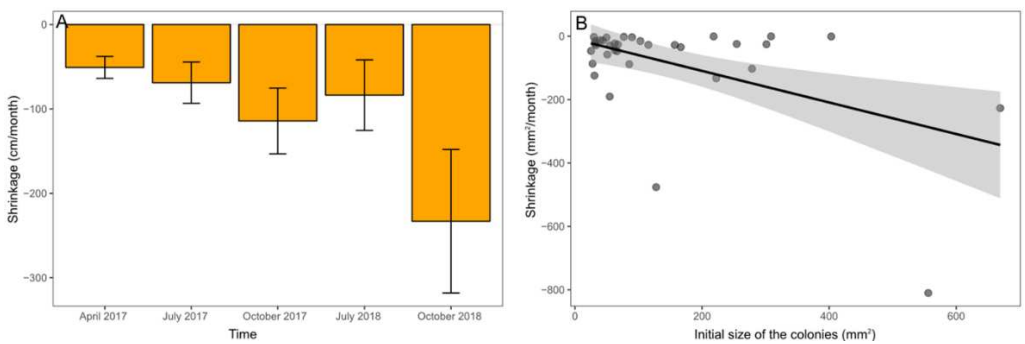 A
Shrinkage (cm/month)
0
−100
−200
−300
April 2017 July 2017 October 2017 July 2018 October 2018
Time
B
Shrinkage (mm²/month)
0
−200
−400
−600
−800
0 200 400 600
Initial size of the colonies (mm²)